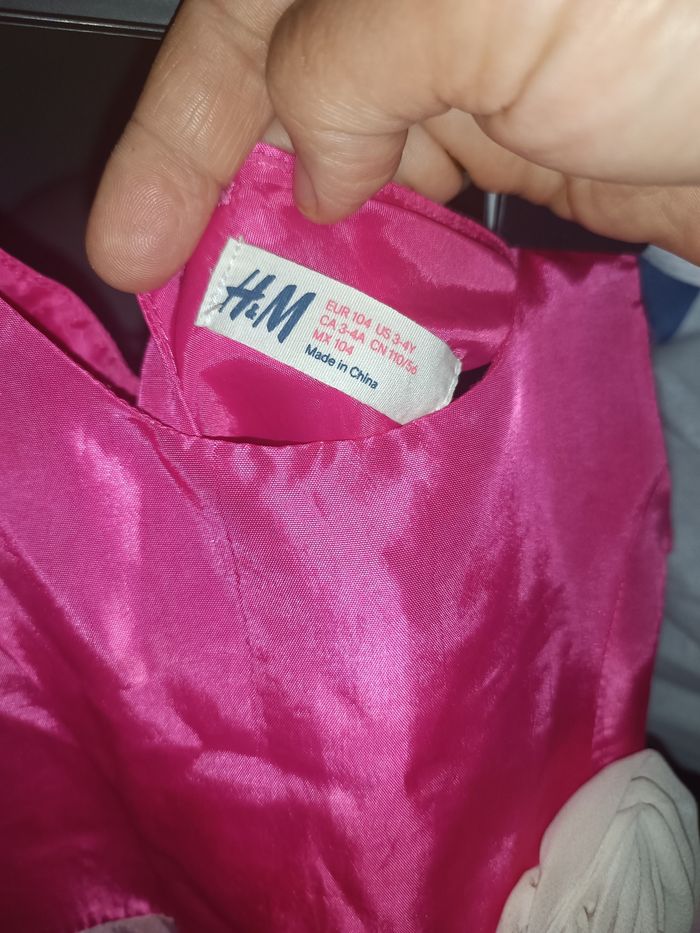 H&M
EUR 104 US 3-4Y
CA 3-4A CN 110/56
MX 104
Made in China